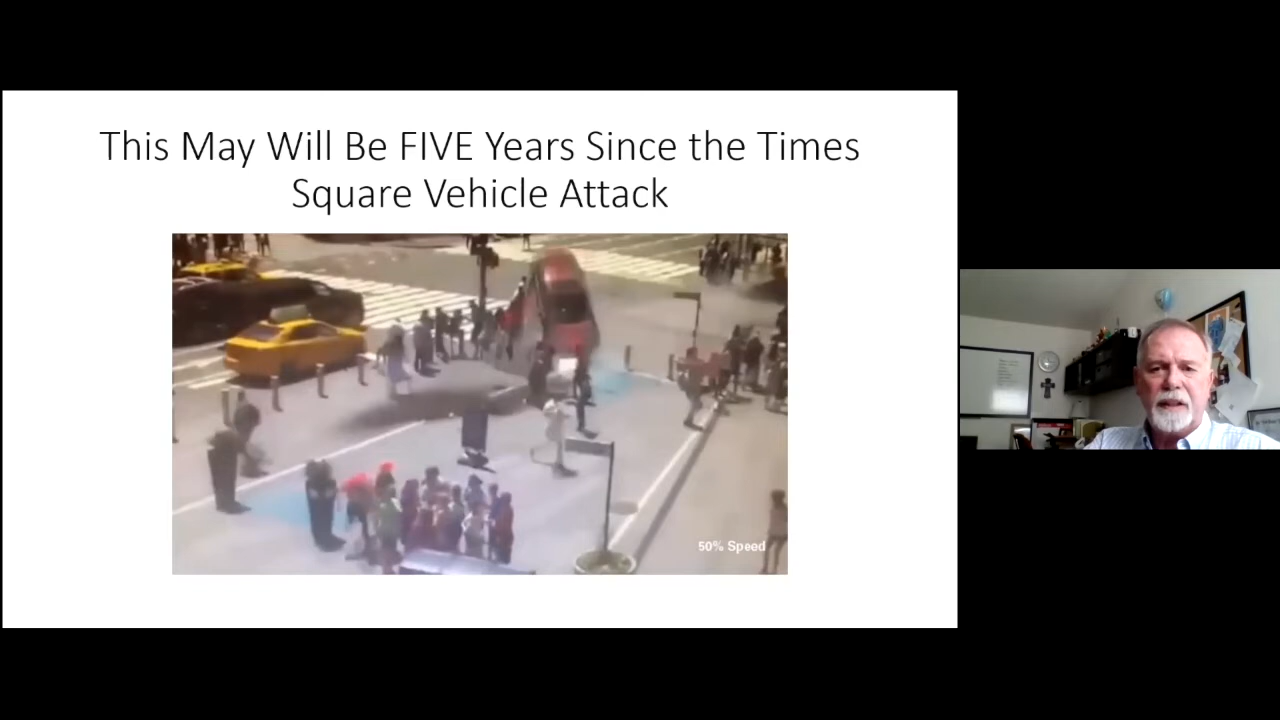 This May Will Be FIVE Years Since the Times
Square Vehicle Attack
50% Speed